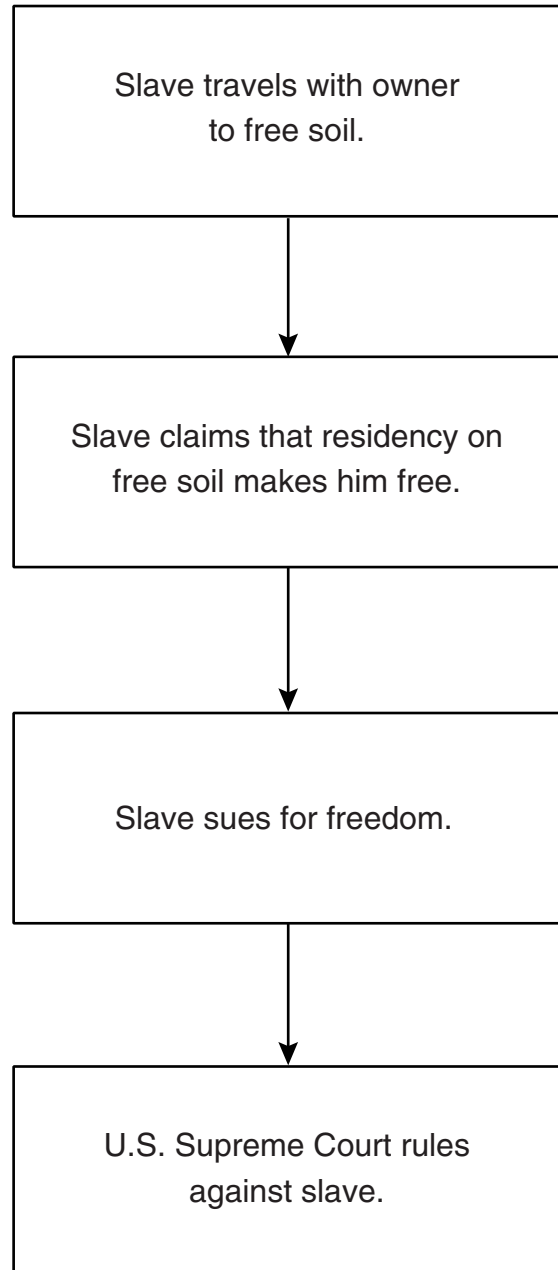 Slave travels with owner
to free soil.
Slave claims that residency on
free soil makes him free.
Slave sues for freedom.
U.S. Supreme Court rules
against slave.